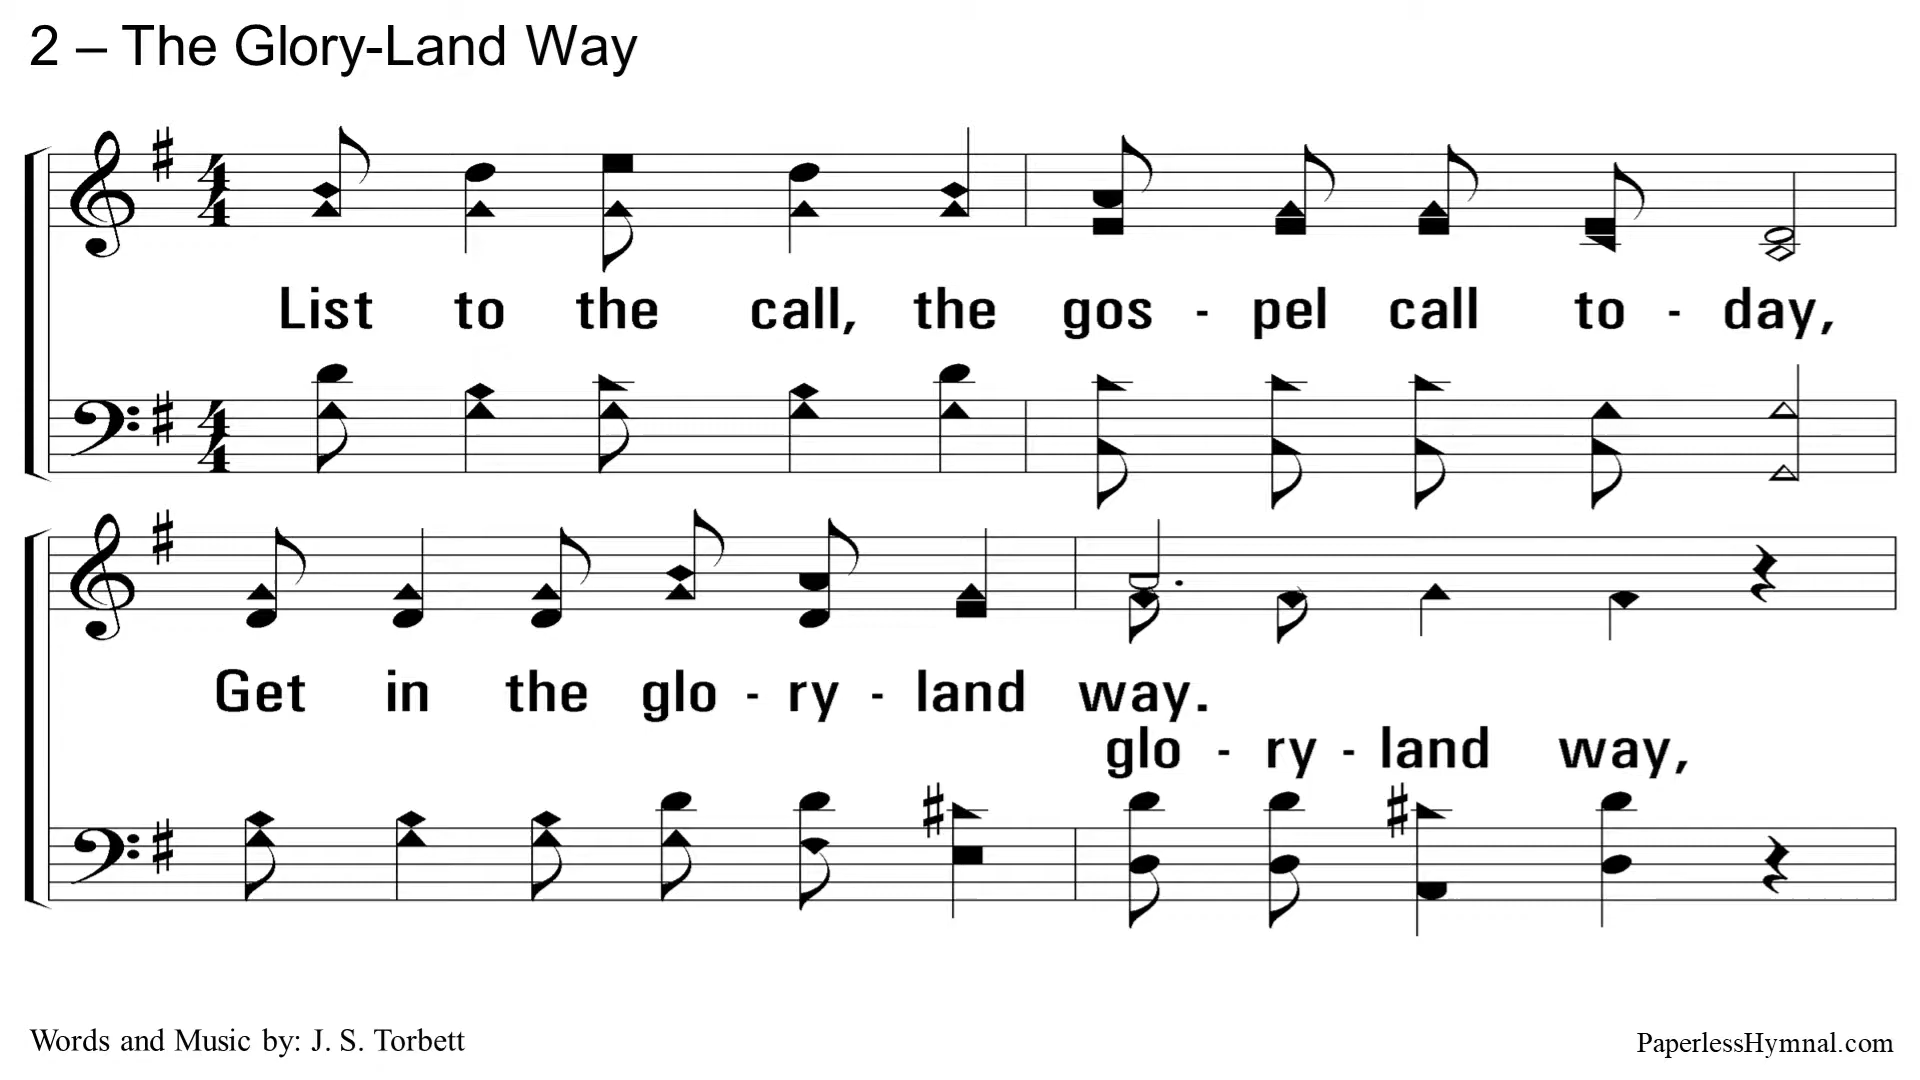 2 – The Glory-Land Way
List to the call, the gos - pel call to - day,
Get in the glo - ry - land way.
glo - ry - land way,
Words and Music by: J. S. Torbett
PaperlessHymnal.com